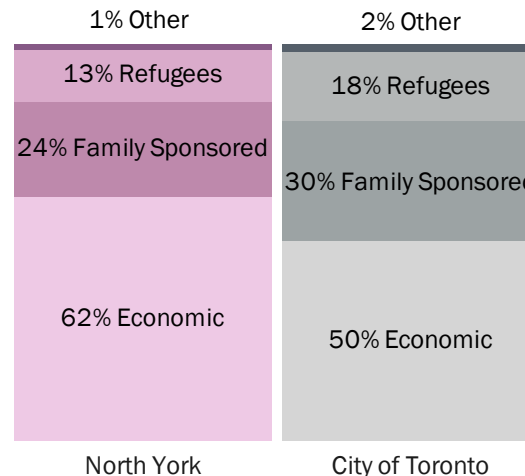 1% Other
13% Refugees
24% Family Sponsored
62% Economic
North York
2% Other
18% Refugees
30% Family Sponsored
50% Economic
City of Toronto